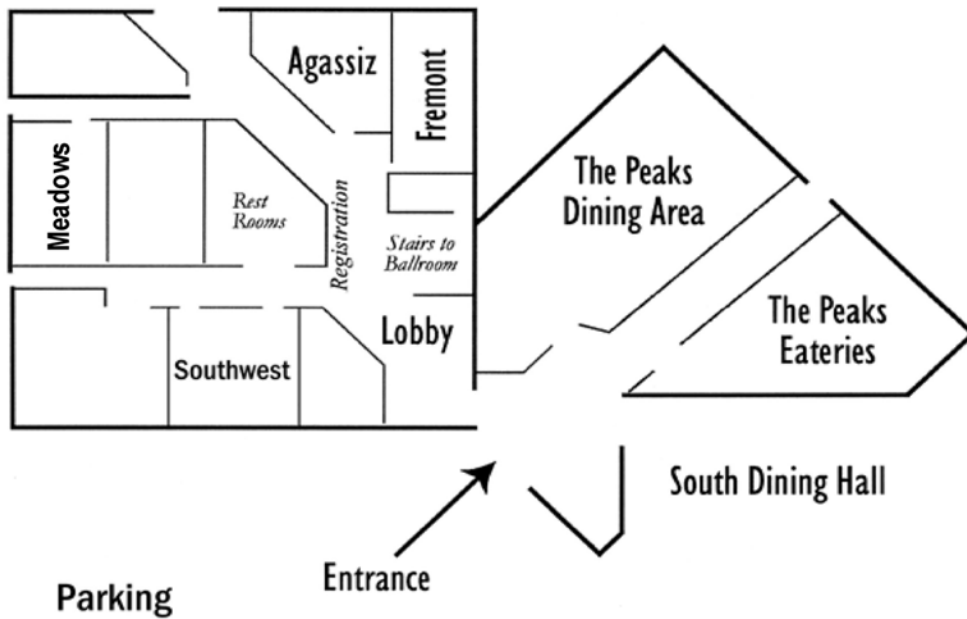 Agassiz
Fremont
The Peaks
Dining Area
Meadows
Rest
Rooms
Registration
Stairs to
Ballroom
Lobby
The Peaks
Eateries
Southwest
South Dining Hall
Entrance
Parking